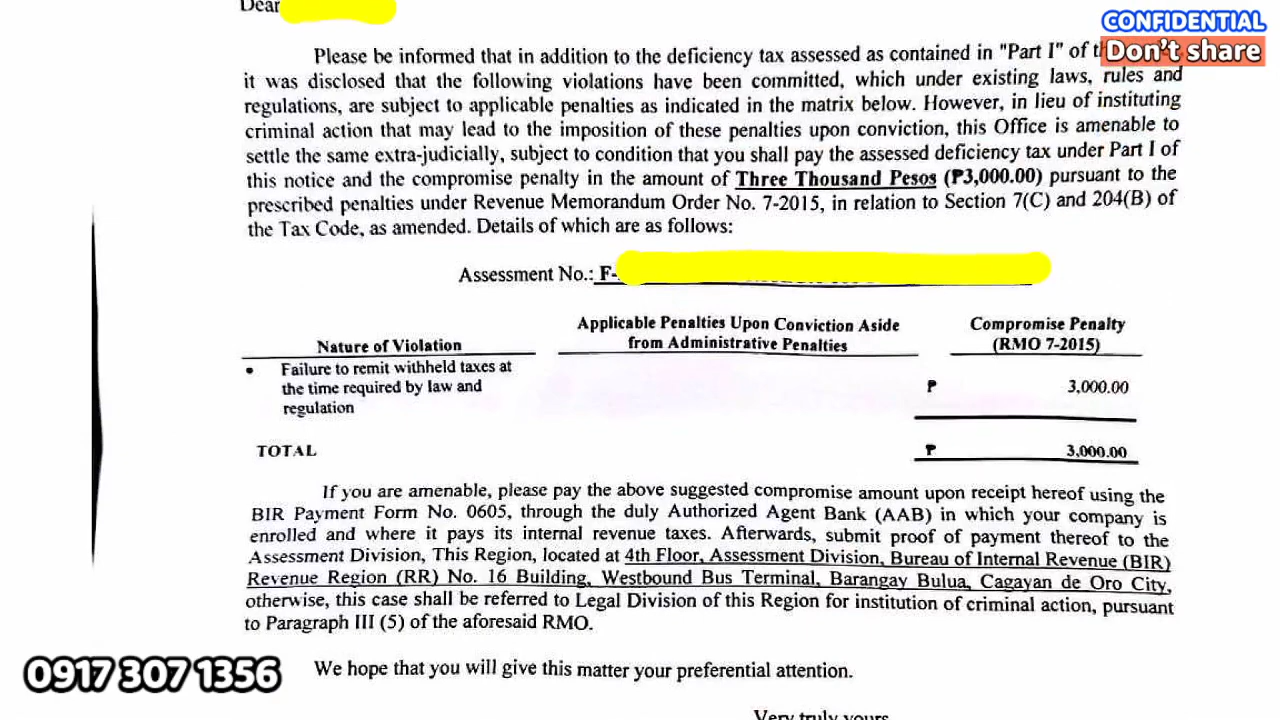 Dear
CONFIDENTIAL
Don't share
Please be informed that in addition to the deficiency tax assessed as contained in "Part I" of
it was disclosed that the following violations have been committed, which under existing laws, rules and
regulations, are subject to applicable penalties as indicated in the matrix below. However, in lieu of instituting
criminal action that may lead to the imposition of these penalties upon conviction, this Office is amenable to
settle the same extra-judicially, subject to condition that you shall pay the assessed deficiency tax under Part I of
this notice and the compromise penalty in the amount of Three Thousand Pesos (₱3,000.00) pursuant to the
prescribed penalties under Revenue Memorandum Order No. 7-2015, in relation to Section 7(C) and 204(B) of
the Tax Code, as amended. Details of which are as follows:
Assessment No.: F-
Nature of Violation
Applicable Penalties Upon Conviction Aside
from Administrative Penalties
Compromise Penalty
(RMO 7-2015)
• Failure to remit withheld taxes at
the time required by law and
regulation
₱ 3,000.00
TOTAL ₱ 3,000.00
If you are amenable, please pay the above suggested compromise amount upon receipt hereof using the
BIR Payment Form No. 0605, through the duly Authorized Agent Bank (AAB) in which your company is
enrolled and where it pays its internal revenue taxes. Afterwards, submit proof of payment thereof to the
Assessment Division, This Region, located at 4th Floor, Assessment Division, Bureau of Internal Revenue (BIR)
Revenue Region (RR) No. 16 Building, Westbound Bus Terminal, Barangay Bulua, Cagayan de Oro City,
otherwise, this case shall be referred to Legal Division of this Region for institution of criminal action, pursuant
to Paragraph III (5) of the aforesaid RMO.
We hope that you will give this matter your preferential attention.
0917 307 1356
Very truly yours